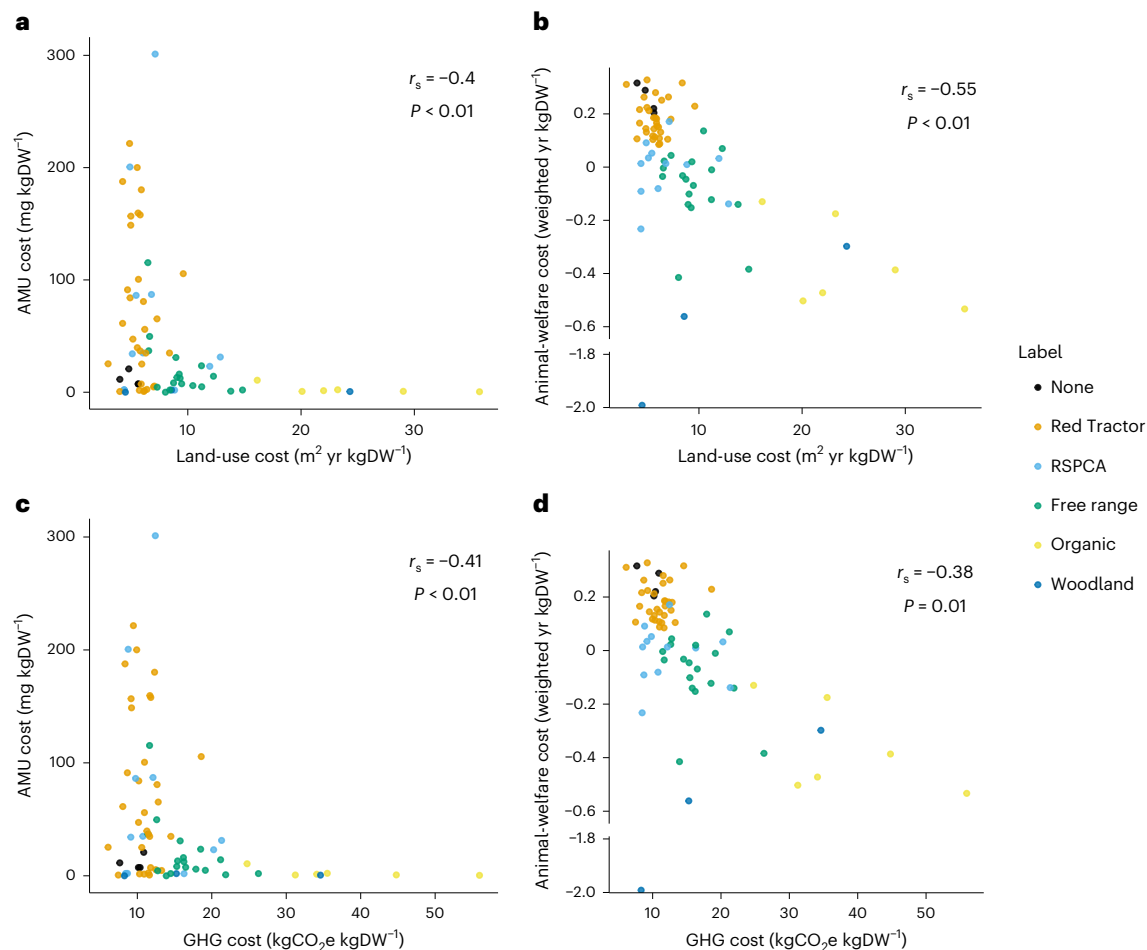 a
300
200
100
0
AMU cost (mg kgDW⁻¹)
rₛ = −0.4
P < 0.01
10
20
30
Land-use cost (m² yr kgDW⁻¹)
b
0.2
0
−0.2
−0.4
−0.6
−1.8
−2.0
Animal-welfare cost (weighted yr kgDW⁻¹)
rₛ = −0.55
P < 0.01
10
20
30
Land-use cost (m² yr kgDW⁻¹)
Label
None
Red Tractor
RSPCA
Free range
Organic
Woodland
c
300
200
100
0
AMU cost (mg kgDW⁻¹)
rₛ = −0.41
P < 0.01
10
20
30
40
50
GHG cost (kgCO₂e kgDW⁻¹)
d
0.2
0
−0.2
−0.4
−0.6
−1.8
−2.0
Animal-welfare cost (weighted yr kgDW⁻¹)
rₛ = −0.38
P = 0.01
10
20
30
40
50
GHG cost (kgCO₂e kgDW⁻¹)